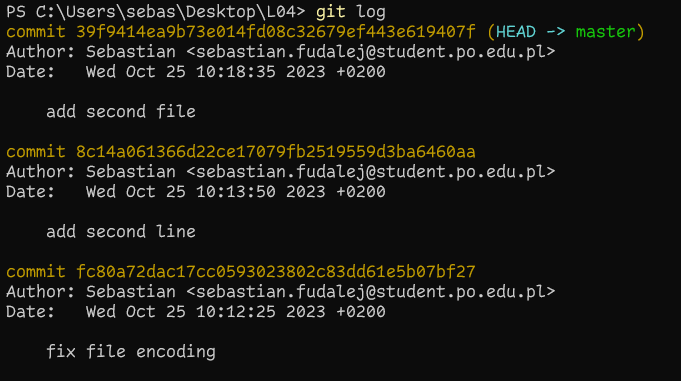 PS C:\Users\sebas\Desktop\L04> git log
commit 39f9414ea9b73e014fd08c32679ef443e619407f (HEAD -> master)
Author: Sebastian <sebastian.fudalej@student.po.edu.pl>
Date:   Wed Oct 25 10:18:35 2023 +0200
    add second file
commit 8c14a061366d22ce17079fb2519559d3ba6460aa
Author: Sebastian <sebastian.fudalej@student.po.edu.pl>
Date:   Wed Oct 25 10:13:50 2023 +0200
    add second line
commit fc80a72dac17cc0593023802c83dd61e5b07bf27
Author: Sebastian <sebastian.fudalej@student.po.edu.pl>
Date:   Wed Oct 25 10:12:25 2023 +0200
    fix file encoding